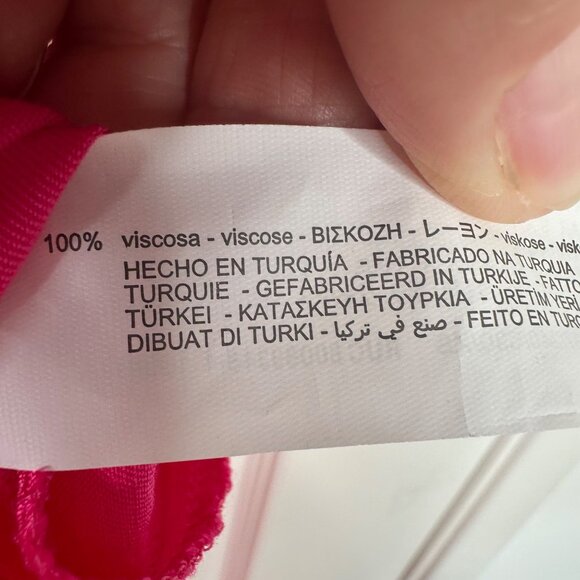 100% viscosa - viscose - ΒΙΣΚΟΖΗ - レーヨン - viskose -
HECHO EN TURQUÍA - FABRICADO NA TURQUIA
TURQUIE - GEFABRICEERD IN TURKIJE - FATTO
TÜRKEI - ΚΑΤΑΣΚΕΥΗ ΤΟΥΡΚΙΑ - ÜRETİM YERİ
DIBUAT DI TURKI - صنع في تركيا - FEITO EN